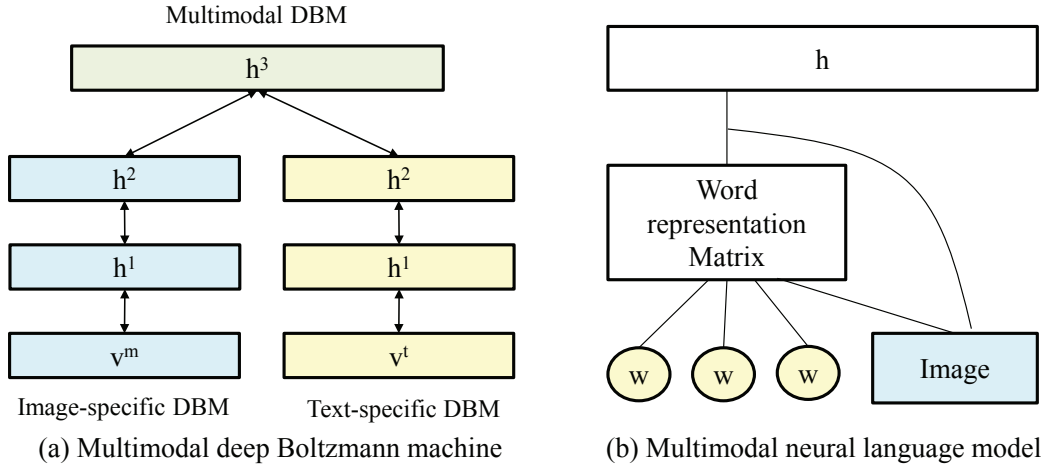 Multimodal DBM
h³
h²
h²
h¹
h¹
vᵐ
vᵗ
Image-specific DBM
Text-specific DBM
(a) Multimodal deep Boltzmann machine
h
Word
representation
Matrix
w
w
w
Image
(b) Multimodal neural language model